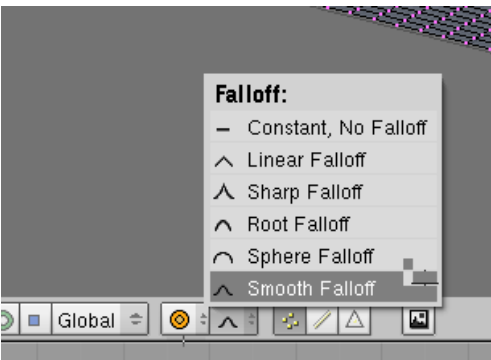 Falloff:
Constant, No Falloff
Linear Falloff
Sharp Falloff
Root Falloff
Sphere Falloff
Smooth Falloff
Global